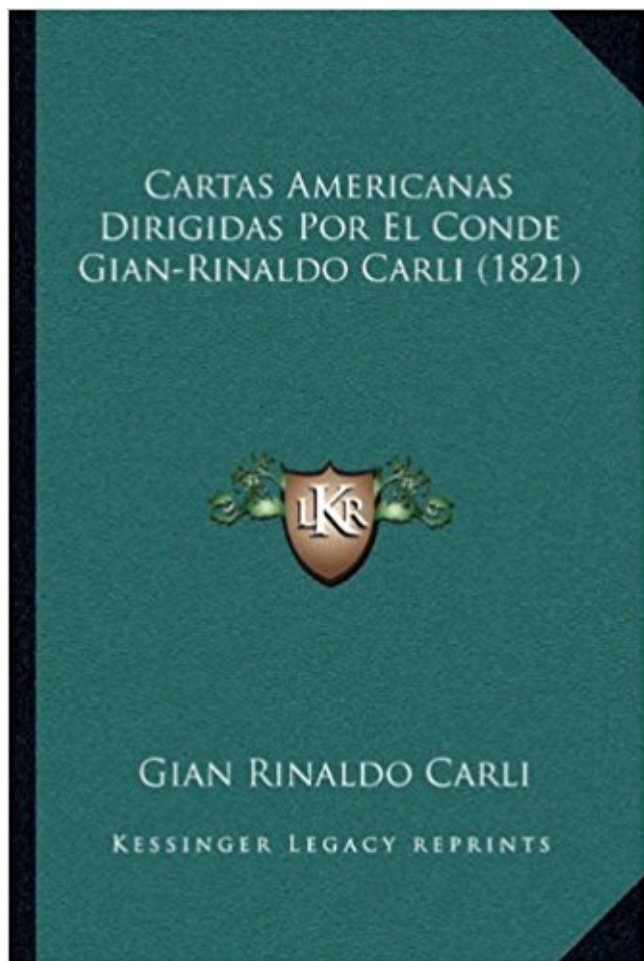 Cartas Americanas
Dirigidas Por El Conde
Gian-Rinaldo Carli (1821)
LKR
Gian Rinaldo Carli
Kessinger Legacy reprints